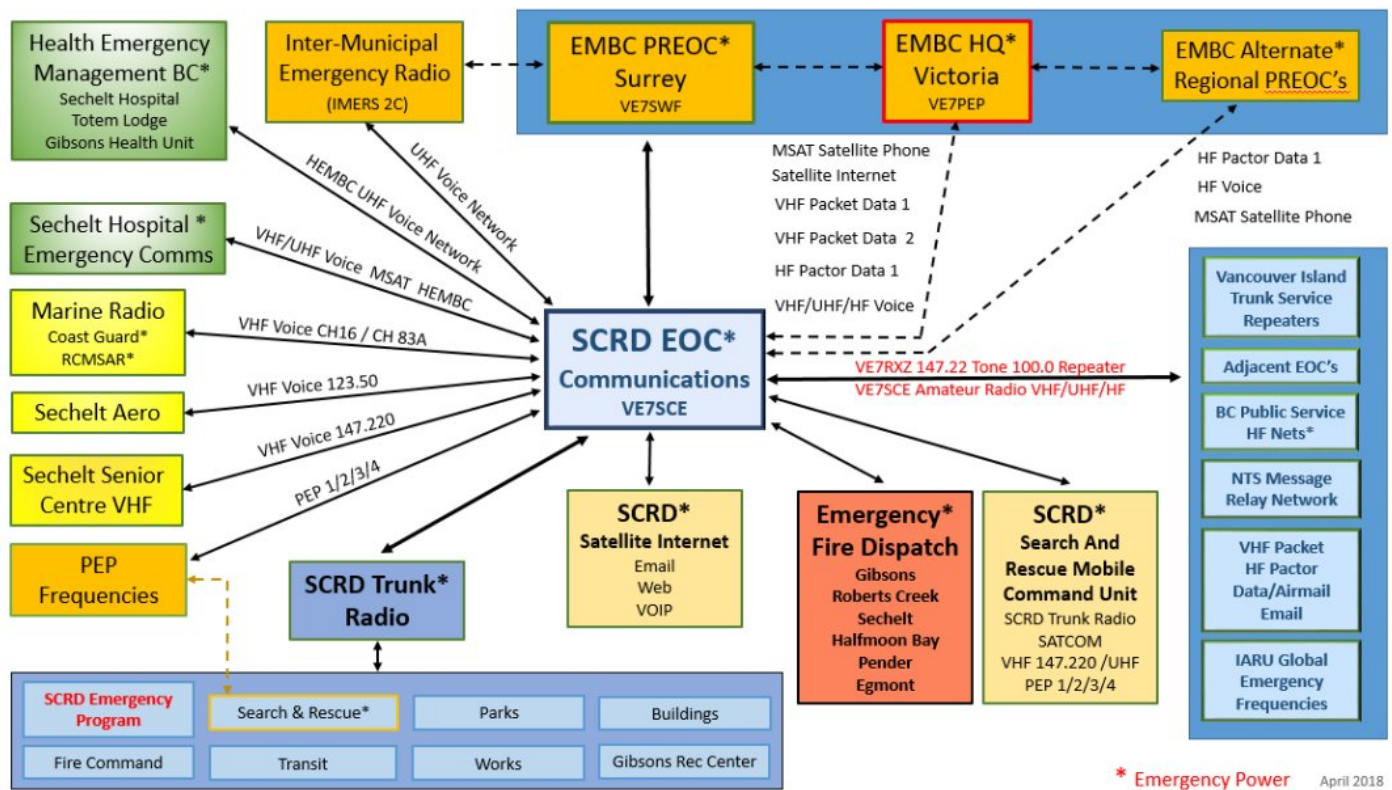 Health Emergency
Management BC*
Sechelt Hospital
Totem Lodge
Gibsons Health Unit
Inter-Municipal
Emergency Radio
(IMERS 2C)
EMBC PREOC*
Surrey
VE7SWF
EMBC HQ*
Victoria
VE7PEP
EMBC Alternate*
Regional PREOC's
UHF Voice Network
HEMBC UHF Voice Network
VHF/UHF Voice MSAT HEMBC
VHF Voice CH16 / CH 83A
VHF Voice 123.50
VHF Voice 147.220
PEP 1/2/3/4
MSAT Satellite Phone
Satellite Internet
VHF Packet Data 1
VHF Packet Data 2
HF Pactor Data 1
VHF/UHF/HF Voice
HF Pactor Data 1
HF Voice
MSAT Satellite Phone
Sechelt Hospital *
Emergency Comms
Marine Radio
Coast Guard*
RCMSAR*
Sechelt Aero
Sechelt Senior
Centre VHF
PEP
Frequencies
SCRD EOC*
Communications
VE7SCE
VE7RXZ 147.22 Tone 100.0 Repeater
VE7SCE Amateur Radio VHF/UHF/HF
Vancouver Island
Trunk Service
Repeaters
Adjacent EOC's
BC Public Service
HF Nets*
NTS Message
Relay Network
VHF Packet
HF Pactor
Data/Airmail
Email
IARU Global
Emergency
Frequencies
SCRD Trunk*
Radio
SCRD*
Satellite Internet
Email
Web
VOIP
Emergency*
Fire Dispatch
Gibsons
Roberts Creek
Sechelt
Halfmoon Bay
Pender
Egmont
SCRD*
Search And
Rescue Mobile
Command Unit
SCRD Trunk Radio
SATCOM
VHF 147.220 /UHF
PEP 1/2/3/4
SCRD Emergency
Program
Search & Rescue*
Parks
Buildings
Fire Command
Transit
Works
Gibsons Rec Center
* Emergency Power
April 2018